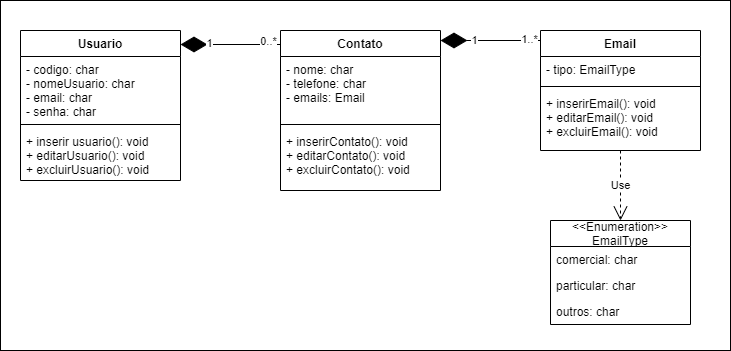 Usuario
- codigo: char
- nomeUsuario: char
- email: char
- senha: char
+ inserir usuario(): void
+ editarUsuario(): void
+ excluirUsuario(): void
1
0..*
Contato
- nome: char
- telefone: char
- emails: Email
+ inserirContato(): void
+ editarContato(): void
+ excluirContato(): void
1
1..*
Email
- tipo: EmailType
+ inserirEmail(): void
+ editarEmail(): void
+ excluirEmail(): void
Use
<<Enumeration>>
EmailType
comercial: char
particular: char
outros: char